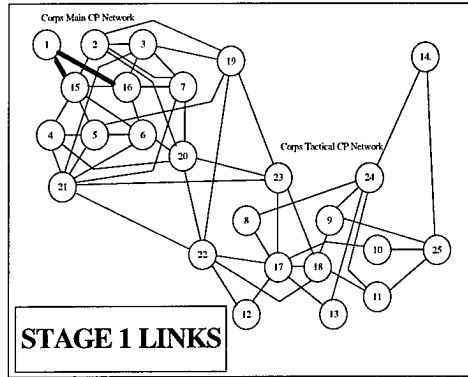 Corps Main CP Network
1 2 3
19 14.
15 16 7
4 5 6
20
Corps Tactical CP Network
21 23 24
8 9
22 17 18 10 25
11
12 13
STAGE 1 LINKS